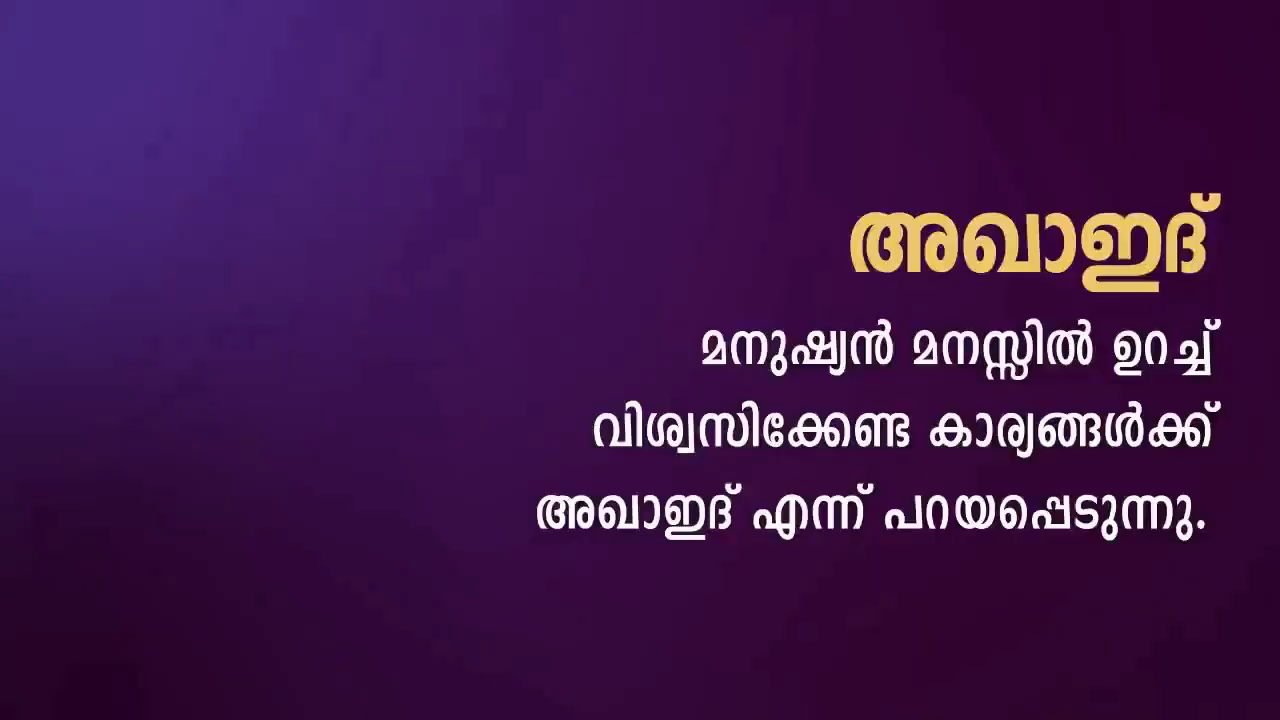 അഖാഇദ്
മനുഷ്യൻ മനസ്സിൽ ഉറച്ച്
വിശ്വസിക്കേണ്ട കാര്യങ്ങൾക്ക്
അഖാഇദ് എന്ന് പറയപ്പെടുന്നു.